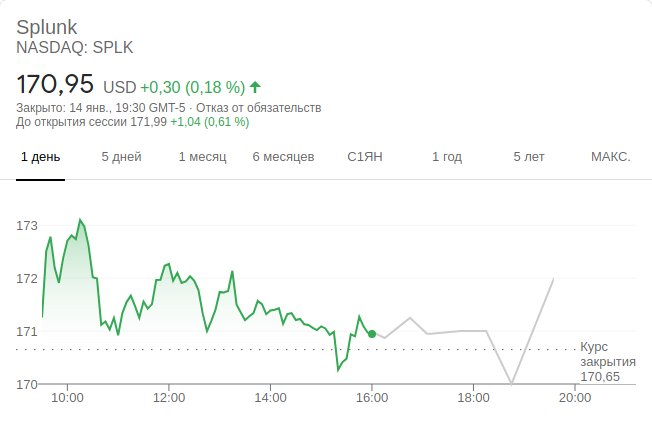 Splunk
NASDAQ: SPLK
170,95 USD +0,30 (0,18 %)
Закрыто: 14 янв., 19:30 GMT-5 · Отказ от обязательств
До открытия сессии 171,99 +1,04 (0,61 %)
1 день 5 дней 1 месяц 6 месяцев С1ЯН 1 год 5 лет МАКС.
173
172
171
Курс
закрытия
170,65
170
10:00 12:00 14:00 16:00 18:00 20:00